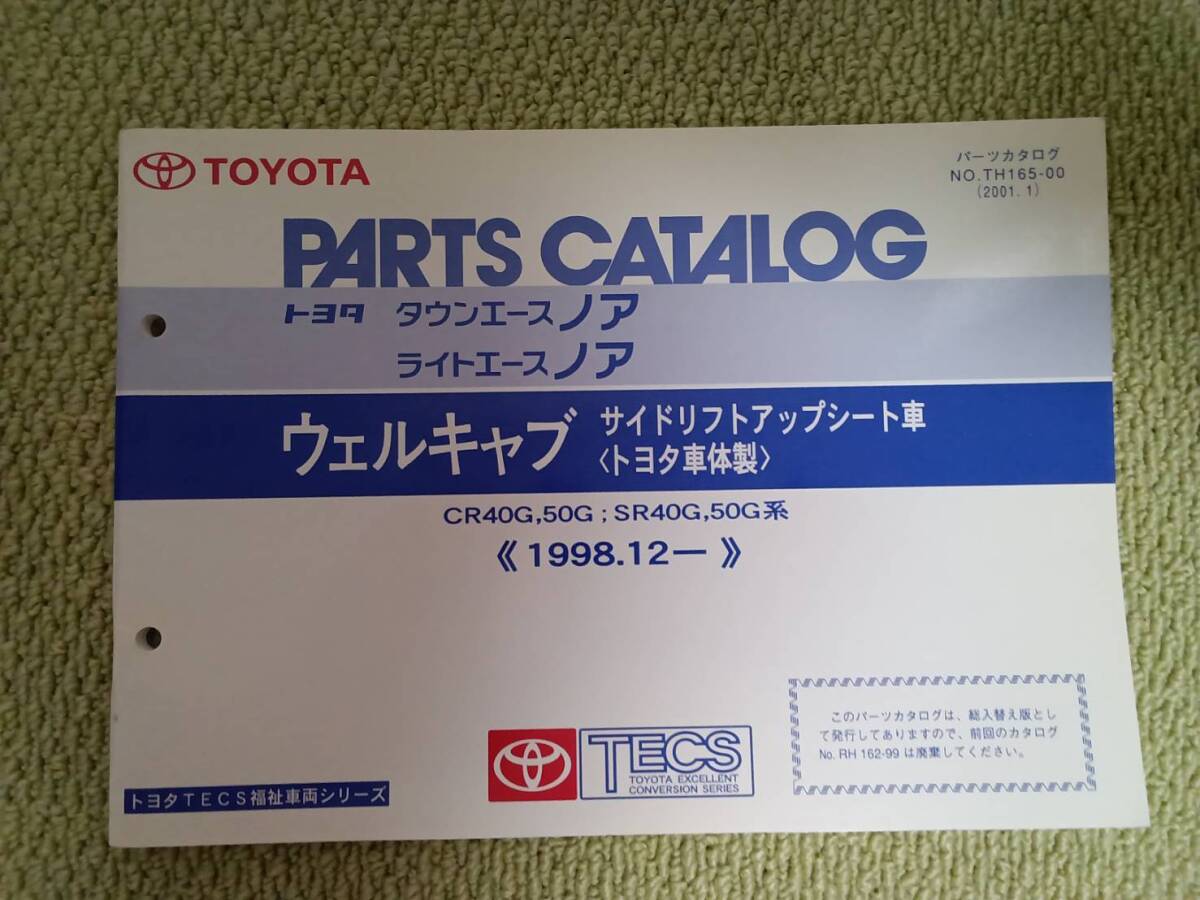 TOYOTA
パーツカタログ
NO.TH165-00
(2001. 1)
PARTS CATALOG
トヨタ タウンエースノア
ライトエースノア
ウェルキャブ サイドリフトアップシート車
〈トヨタ車体製〉
CR40G,50G ; SR40G,50G系
《 1998.12ー 》
このパーツカタログは、総入替え版とし
て発行してありますので、前回のカタログ
No. RH 162-99 は廃棄してください。
TECS
TOYOTA EXCELLENT
CONVERSION SERIES
トヨタTECS福祉車両シリーズ